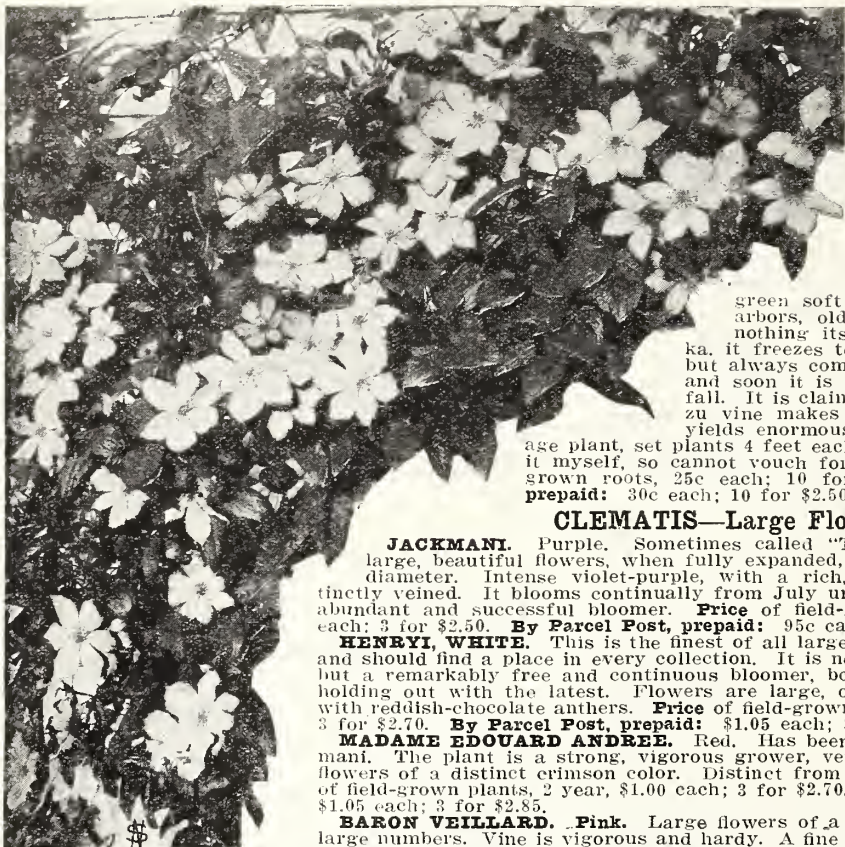 green soft
arbors, old
nothing its
ka, it freezes
but always com
and soon it is
fall. It is clain
zu vine makes
yields enormous
age plant, set plants 4 feet eac
it myself, so cannot vouch for
grown roots, 25c each; 10 fo
prepaid: 30c each; 10 for $2.50
CLEMATIS—Large Flo
JACKMANI. Purple. Sometimes called "T
large, beautiful flowers, when fully expanded,
diameter. Intense violet-purple, with a rich,
tinctly veined. It blooms continually from July un
abundant and successful bloomer. Price of field-
each; 3 for $2.50. By Parcel Post, prepaid: 95c ea
HENRYI, WHITE. This is the finest of all large
and should find a place in every collection. It is n
but a remarkably free and continuous bloomer, be
holding out with the latest. Flowers are large, o
with reddish-chocolate anthers. Price of field-grown
3 for $2.70. By Parcel Post, prepaid: $1.05 each;
MADAME EDOUARD ANDREE. Red. Has been
mani. The plant is a strong, vigorous grower, ve
flowers of a distinct crimson color. Distinct from
of field-grown plants, 2 year, $1.00 each; 3 for $2.70.
$1.05 each; 3 for $2.85.
BARON VEILLARD. Pink. Large flowers of a
large numbers. Vine is vigorous and hardy. A fine